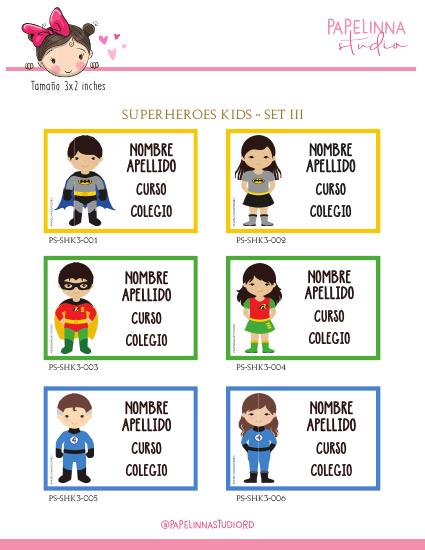 PAPELINNA
studio
Tamaño 3x2 inches
SUPERHEROES KIDS - SET III
NOMBRE
APELLIDO
CURSO
COLEGIO
PS-SHK3-001
NOMBRE
APELLIDO
CURSO
COLEGIO
PS-SHK3-002
NOMBRE
APELLIDO
CURSO
COLEGIO
PS-SHK3-003
NOMBRE
APELLIDO
CURSO
COLEGIO
PS-SHK3-004
NOMBRE
APELLIDO
CURSO
COLEGIO
4
PS-SHK3-005
NOMBRE
APELLIDO
CURSO
COLEGIO
4
PS-SHK3-006
@PAPELINNASTUDIORD